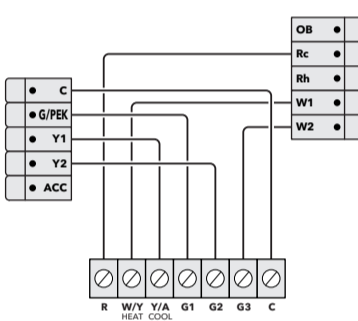 OB
Rc
Rh
W1
W2
C
G/PEK
Y1
Y2
ACC
R W/Y Y/A G1 G2 G3 C
HEAT COOL